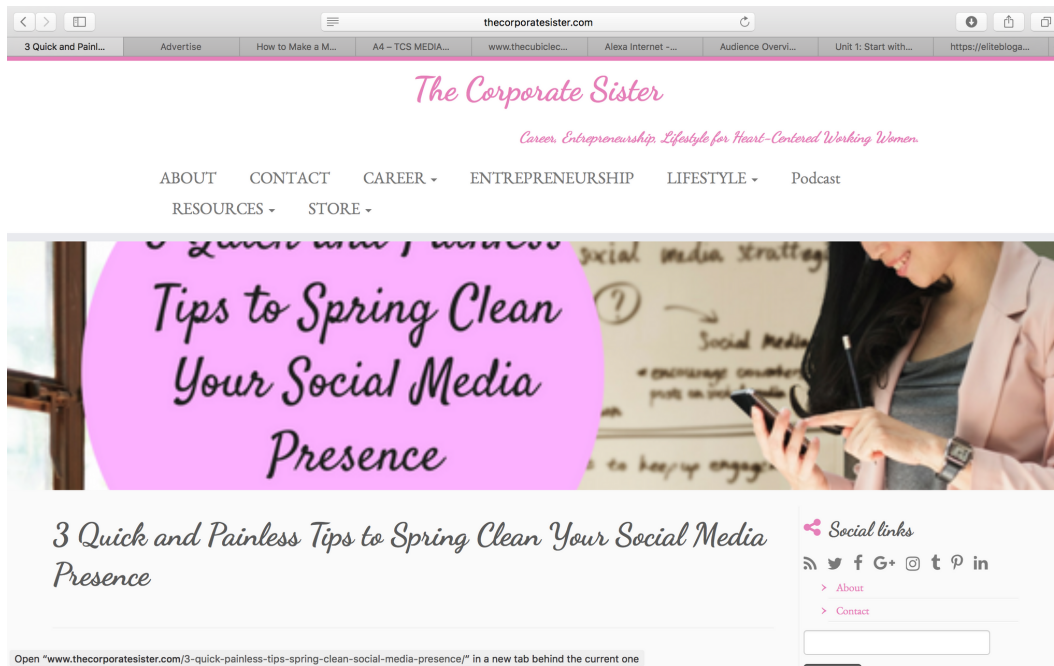 thecorporatesister.com
3 Quick and Painl...
Advertise
How to Make a M...
A4 – TCS MEDIA...
www.thecubiclec...
Alexa Internet -...
Audience Overvi...
Unit 1: Start with...
https://elitebloga...
The Corporate Sister
Career, Entrepreneurship, Lifestyle for Heart-Centered Working Women.
ABOUT CONTACT CAREER ENTREPRENEURSHIP LIFESTYLE Podcast
RESOURCES STORE
3 Quick and Painless
Tips to Spring Clean
Your Social Media
Presence
social media strategy
?
Social Media
to keep up
3 Quick and Painless Tips to Spring Clean Your Social Media
Presence
Social links
G+
About
Contact
Open “www.thecorporatesister.com/3-quick-painless-tips-spring-clean-social-media-presence/” in a new tab behind the current one